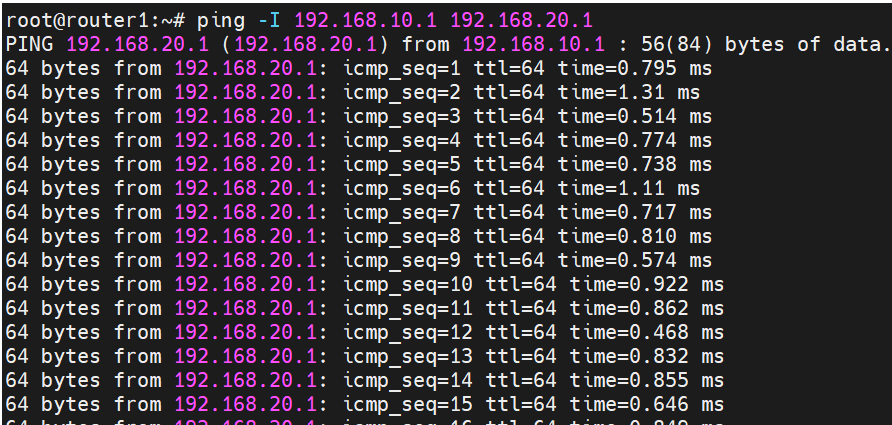 root@router1:~# ping -I 192.168.10.1 192.168.20.1
PING 192.168.20.1 (192.168.20.1) from 192.168.10.1 : 56(84) bytes of data.
64 bytes from 192.168.20.1: icmp_seq=1 ttl=64 time=0.795 ms
64 bytes from 192.168.20.1: icmp_seq=2 ttl=64 time=1.31 ms
64 bytes from 192.168.20.1: icmp_seq=3 ttl=64 time=0.514 ms
64 bytes from 192.168.20.1: icmp_seq=4 ttl=64 time=0.774 ms
64 bytes from 192.168.20.1: icmp_seq=5 ttl=64 time=0.738 ms
64 bytes from 192.168.20.1: icmp_seq=6 ttl=64 time=1.11 ms
64 bytes from 192.168.20.1: icmp_seq=7 ttl=64 time=0.717 ms
64 bytes from 192.168.20.1: icmp_seq=8 ttl=64 time=0.810 ms
64 bytes from 192.168.20.1: icmp_seq=9 ttl=64 time=0.574 ms
64 bytes from 192.168.20.1: icmp_seq=10 ttl=64 time=0.922 ms
64 bytes from 192.168.20.1: icmp_seq=11 ttl=64 time=0.862 ms
64 bytes from 192.168.20.1: icmp_seq=12 ttl=64 time=0.468 ms
64 bytes from 192.168.20.1: icmp_seq=13 ttl=64 time=0.832 ms
64 bytes from 192.168.20.1: icmp_seq=14 ttl=64 time=0.855 ms
64 bytes from 192.168.20.1: icmp_seq=15 ttl=64 time=0.646 ms
64 bytes from 192.168.20.1: icmp_seq=16 ttl=64 ms